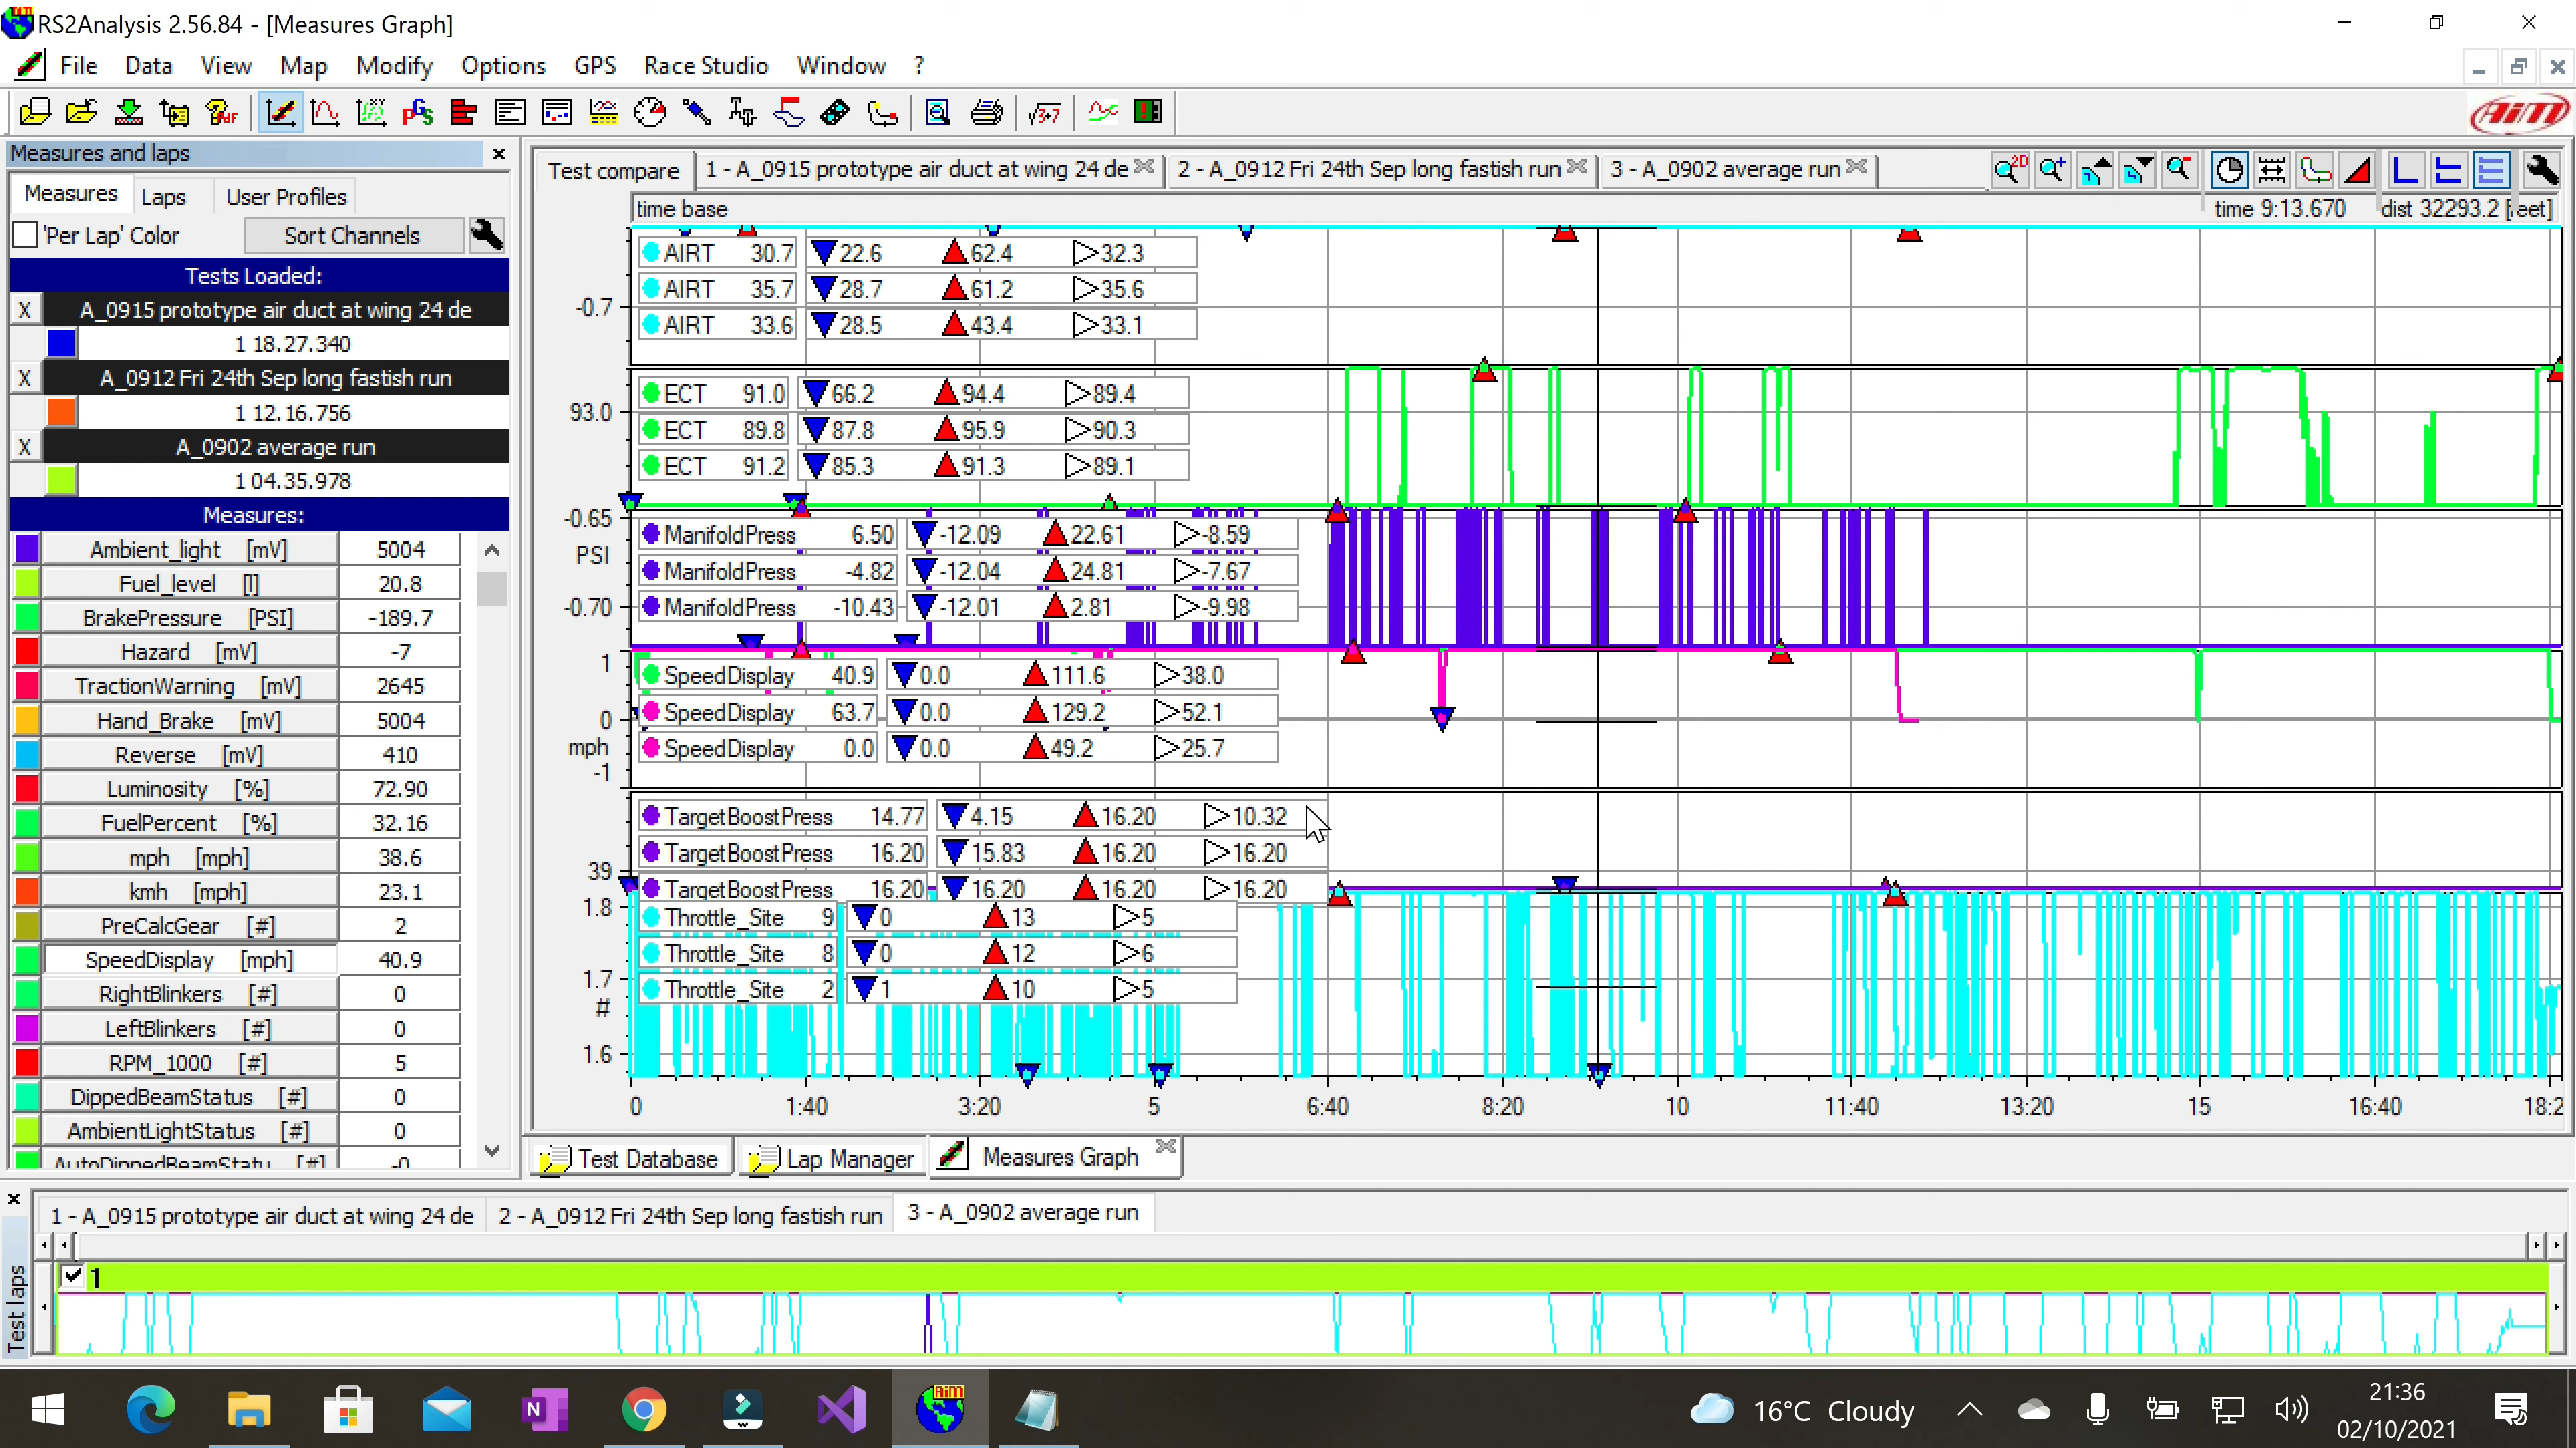 RS2Analysis 2.56.84 - [Measures Graph]
File Data View Map Modify Options GPS Race Studio Window ?
AiM
Measures and laps
Measures Laps User Profiles
'Per Lap' Color Sort Channels
Tests Loaded:
X A_0915 prototype air duct at wing 24 de
1 18.27.340
X A_0912 Fri 24th Sep long fastish run
1 12.16.756
X A_0902 average run
1 04.35.978
Measures:
Ambient_light [mV] 5004
Fuel_level [l] 20.8
BrakePressure [PSI] -189.7
Hazard [mV] -7
TractionWarning [mV] 2645
Hand_Brake [mV] 5004
Reverse [mV] 410
Luminosity [%] 72.90
FuelPercent [%] 32.16
mph [mph] 38.6
kmh [mph] 23.1
PreCalcGear [#] 2
SpeedDisplay [mph] 40.9
RightBlinkers [#] 0
LeftBlinkers [#] 0
RPM_1000 [#] 5
DippedBeamStatus [#] 0
AmbientLightStatus [#] 0
AutoDippedBeamStatu [#] -0
Test compare 1 - A_0915 prototype air duct at wing 24 de 2 - A_0912 Fri 24th Sep long fastish run 3 - A_0902 average run
time base time 9:13.670 dist 32293.2 [feet]
AIRT 30.7 22.6 62.4 32.3
AIRT 35.7 28.7 61.2 35.6
-0.7
AIRT 33.6 28.5 43.4 33.1
ECT 91.0 66.2 94.4 89.4
93.0
ECT 89.8 87.8 95.9 90.3
ECT 91.2 85.3 91.3 89.1
-0.65
ManifoldPress 6.50 -12.09 22.61 -8.59
PSI
ManifoldPress -4.82 -12.04 24.81 -7.67
-0.70
ManifoldPress -10.43 -12.01 2.81 -9.98
1
SpeedDisplay 40.9 0.0 111.6 38.0
0
SpeedDisplay 63.7 0.0 129.2 52.1
mph
SpeedDisplay 0.0 0.0 49.2 25.7
-1
TargetBoostPress 14.77 4.15 16.20 10.32
TargetBoostPress 16.20 15.83 16.20 16.20
39
TargetBoostPress 16.20 16.20 16.20 16.20
1.8
Throttle_Site 9 0 13 5
Throttle_Site 8 0 12 6
1.7
Throttle_Site 2 1 10 5
#
1.6
0 1:40 3:20 5 6:40 8:20 10 11:40 13:20 15 16:40 18:2
Test Database Lap Manager Measures Graph
1 - A_0915 prototype air duct at wing 24 de 2 - A_0912 Fri 24th Sep long fastish run 3 - A_0902 average run
Test laps
1
16°C Cloudy
21:36
02/10/2021